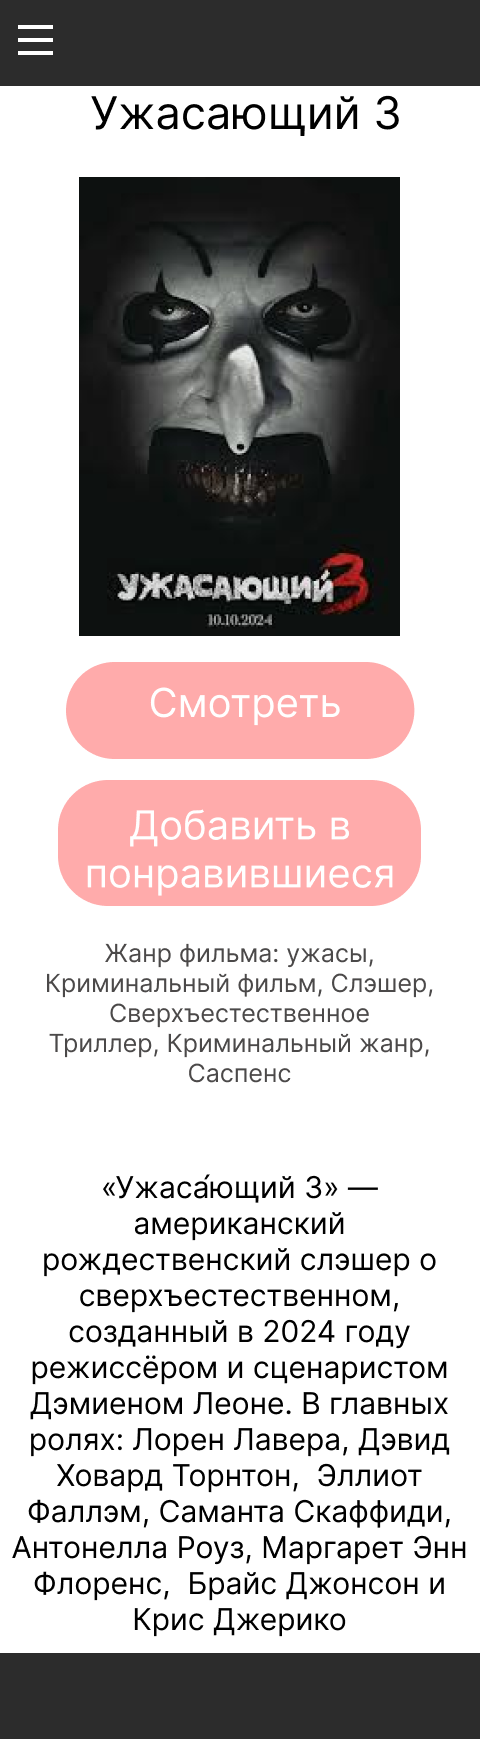 Ужасающий 3
УЖАСАЮЩИЙ 3
10.10.2024
Смотреть
Добавить в
понравившиеся
Жанр фильма: ужасы,
Криминальный фильм, Слэшер,
Сверхъестественное
Триллер, Криминальный жанр,
Саспенс
«Ужаса́ющий 3» —
американский
рождественский слэшер о
сверхъестественном,
созданный в 2024 году
режиссёром и сценаристом
Дэмиеном Леоне. В главных
ролях: Лорен Лавера, Дэвид
Ховард Торнтон,  Эллиот
Фаллэм, Саманта Скаффиди,
Антонелла Роуз, Маргарет Энн
Флоренс,  Брайс Джонсон и
Крис Джерико